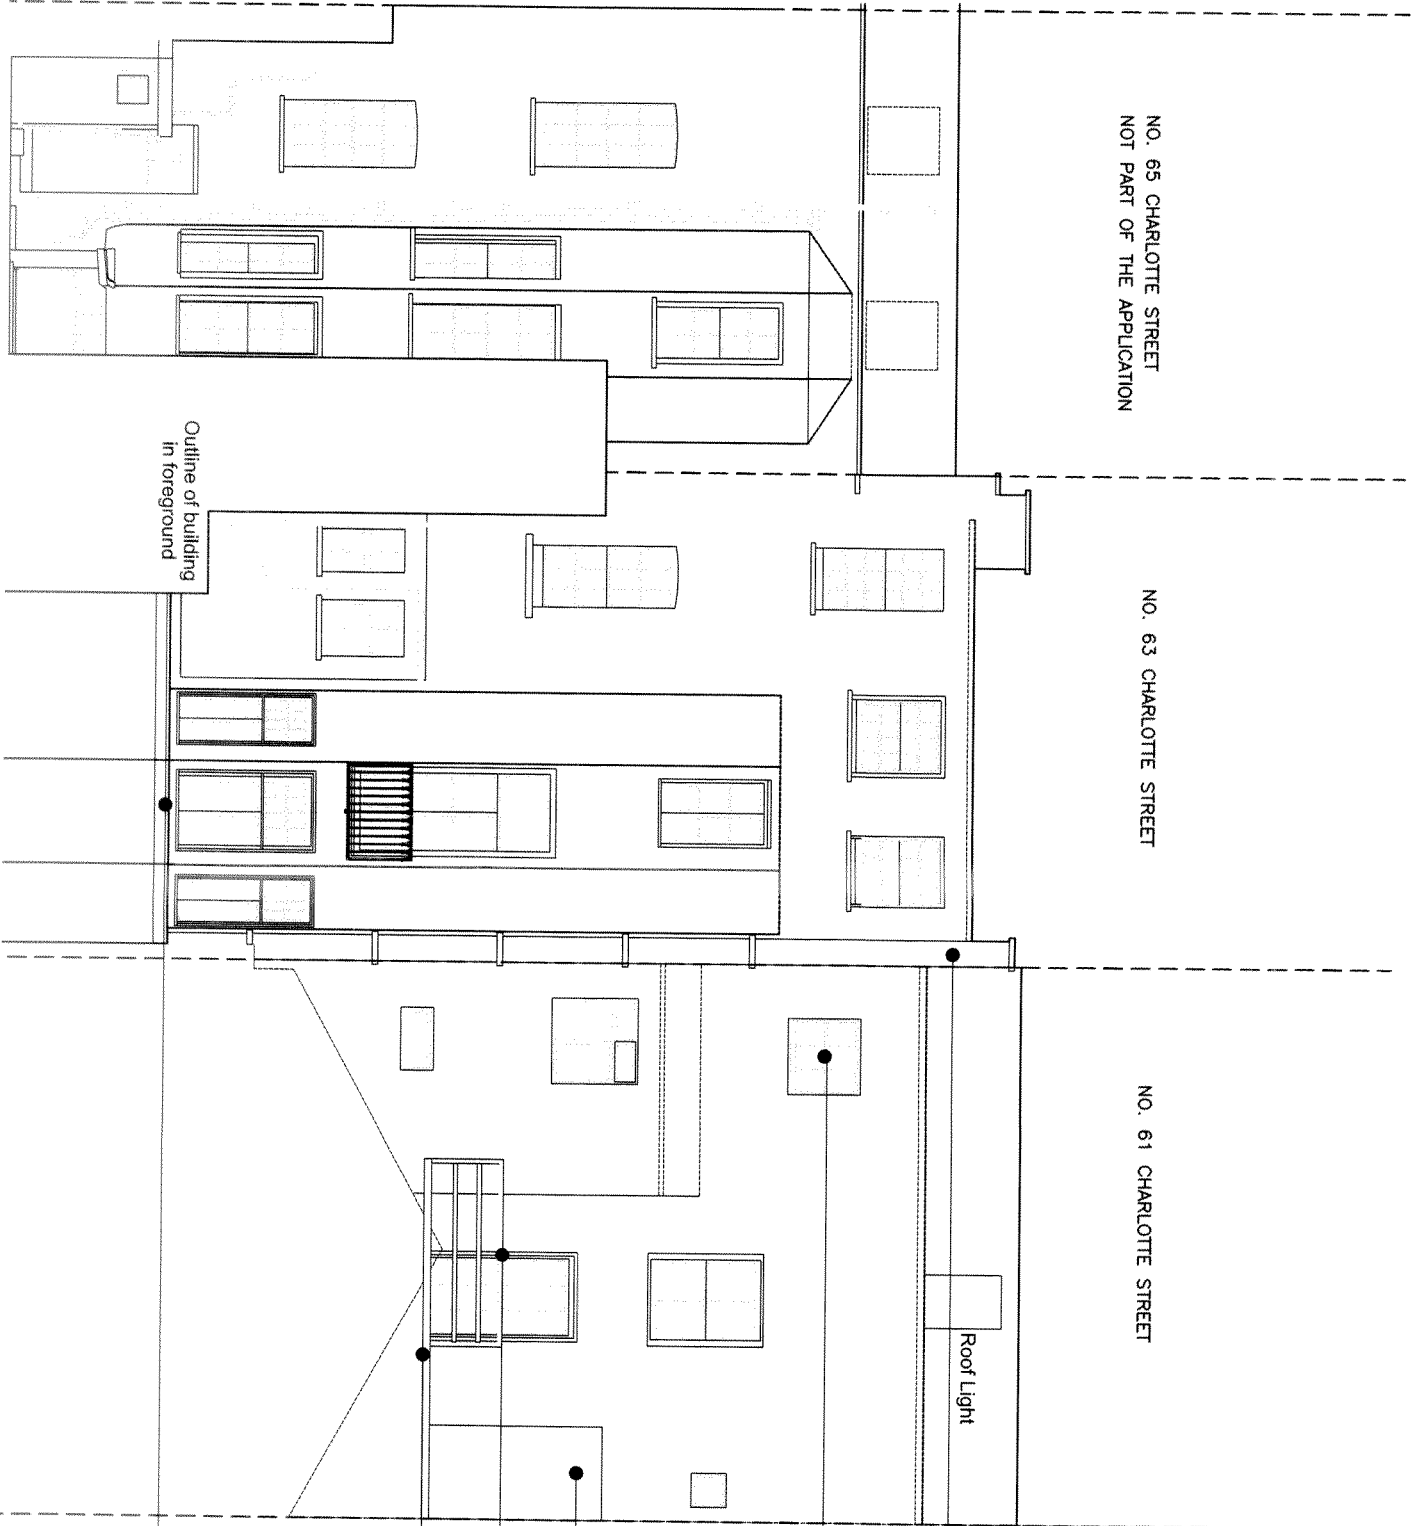 NO. 65 CHARLOTTE STREET
NOT PART OF THE APPLICATION
NO. 63 CHARLOTTE STREET
NO. 61 CHARLOTTE STREET
Outline of building
in foreground
Roof Light